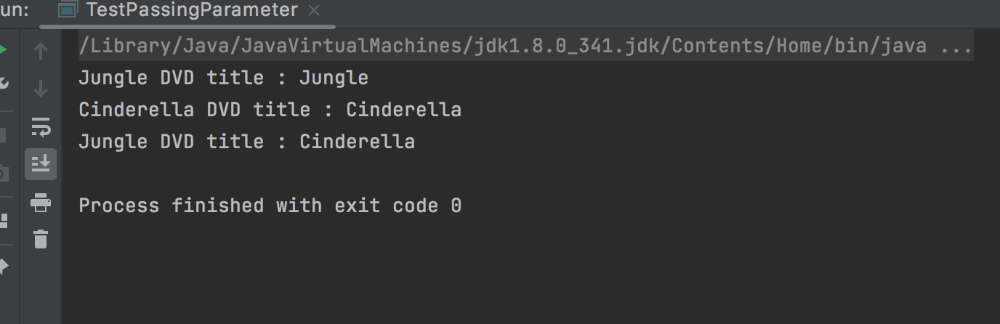 un: TestPassingParameter
/Library/Java/JavaVirtualMachines/jdk1.8.0_341.jdk/Contents/Home/bin/java ...
Jungle DVD title : Jungle
Cinderella DVD title : Cinderella
Jungle DVD title : Cinderella
Process finished with exit code 0